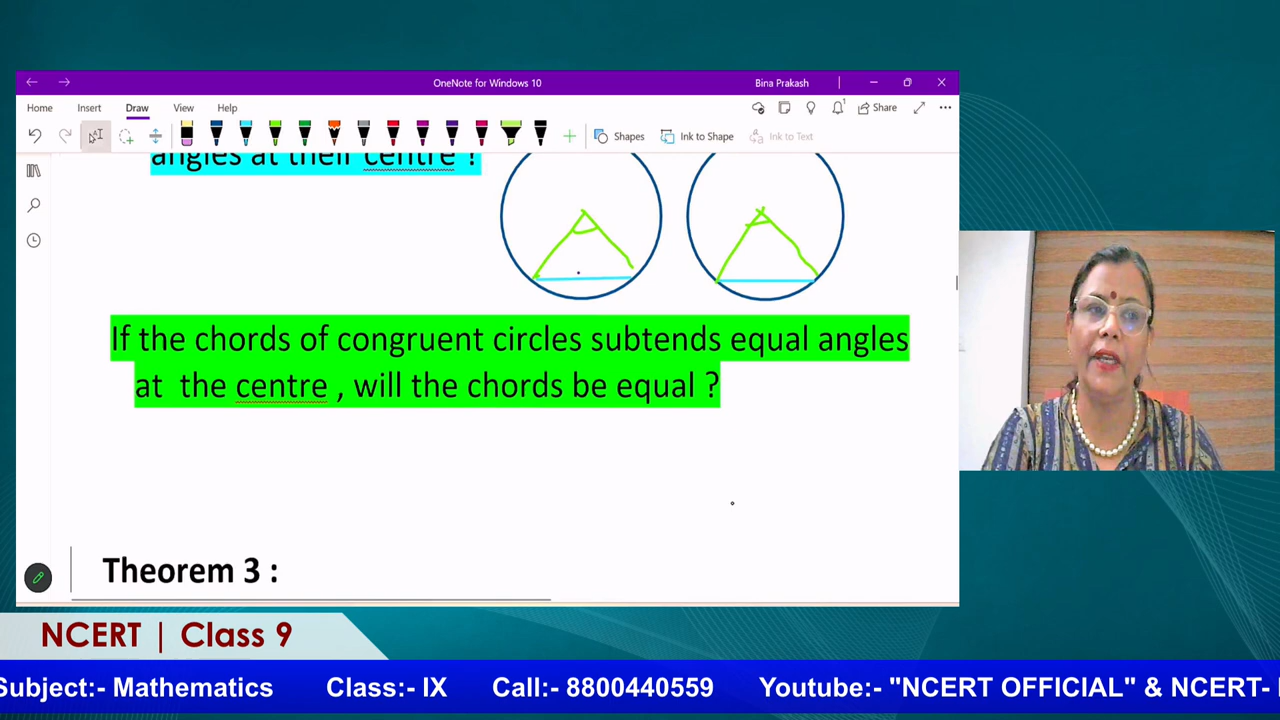 OneNote for Windows 10
Bina Prakash
Home Insert Draw View Help
Share
Shapes Ink to Shape Ink to Text
angles at their centre ?
If the chords of congruent circles subtends equal angles
at the centre , will the chords be equal ?
Theorem 3 :
NCERT | Class 9
Subject:- Mathematics Class:- IX Call:- 8800440559 Youtube:- "NCERT OFFICIAL" & NCERT-